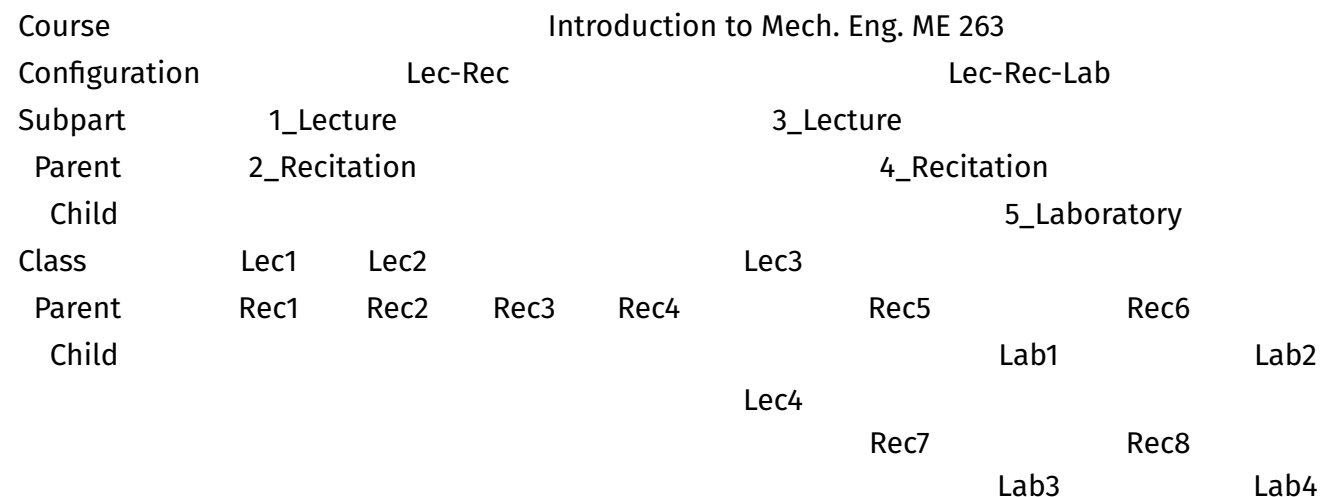 Course Introduction to Mech. Eng. ME 263
Configuration Lec-Rec Lec-Rec-Lab
Subpart 1_Lecture 3_Lecture
Parent 2_Recitation 4_Recitation
Child 5_Laboratory
Class Lec1 Lec2 Lec3
Parent Rec1 Rec2 Rec3 Rec4 Rec5 Rec6
Child Lab1 Lab2
Lec4
Rec7 Rec8
Lab3 Lab4